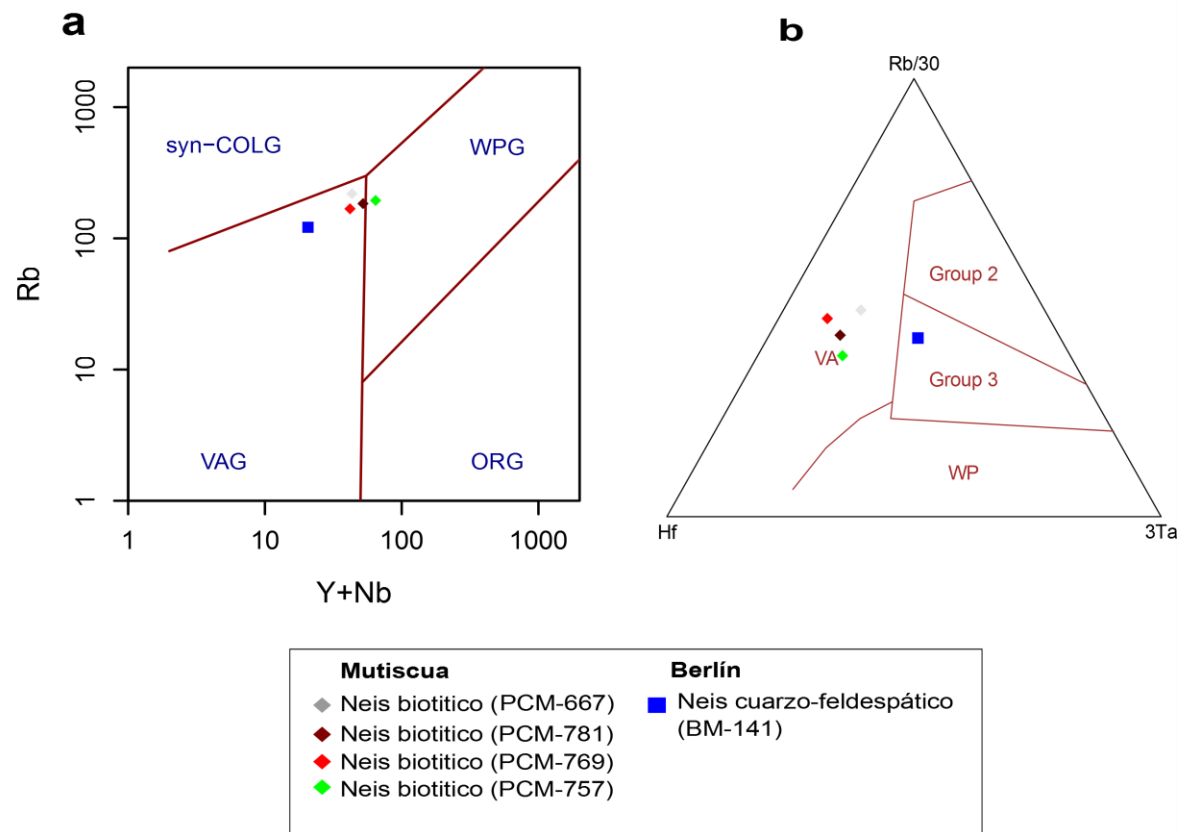 a
syn−COLG
WPG
VAG
ORG
1000
100
10
1
Rb
1
10
100
1000
Y+Nb
b
Rb/30
Group 2
VA
Group 3
WP
Hf
3Ta
Mutiscua
Neis biotitico (PCM-667)
Neis biotitico (PCM-781)
Neis biotitico (PCM-769)
Neis biotitico (PCM-757)
Berlín
Neis cuarzo-feldespático
(BM-141)